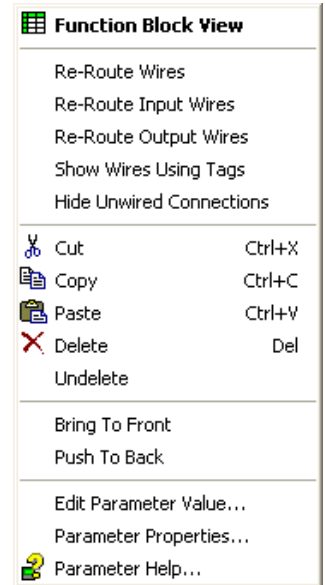 Function Block View
Re-Route Wires
Re-Route Input Wires
Re-Route Output Wires
Show Wires Using Tags
Hide Unwired Connections
Cut Ctrl+X
Copy Ctrl+C
Paste Ctrl+V
Delete Del
Undelete
Bring To Front
Push To Back
Edit Parameter Value...
Parameter Properties...
Parameter Help...